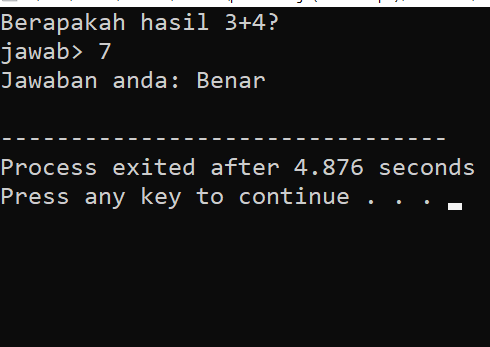 Berapakah hasil 3+4?
jawab> 7
Jawaban anda: Benar
--------------------------------
Process exited after 4.876 seconds
Press any key to continue . . .